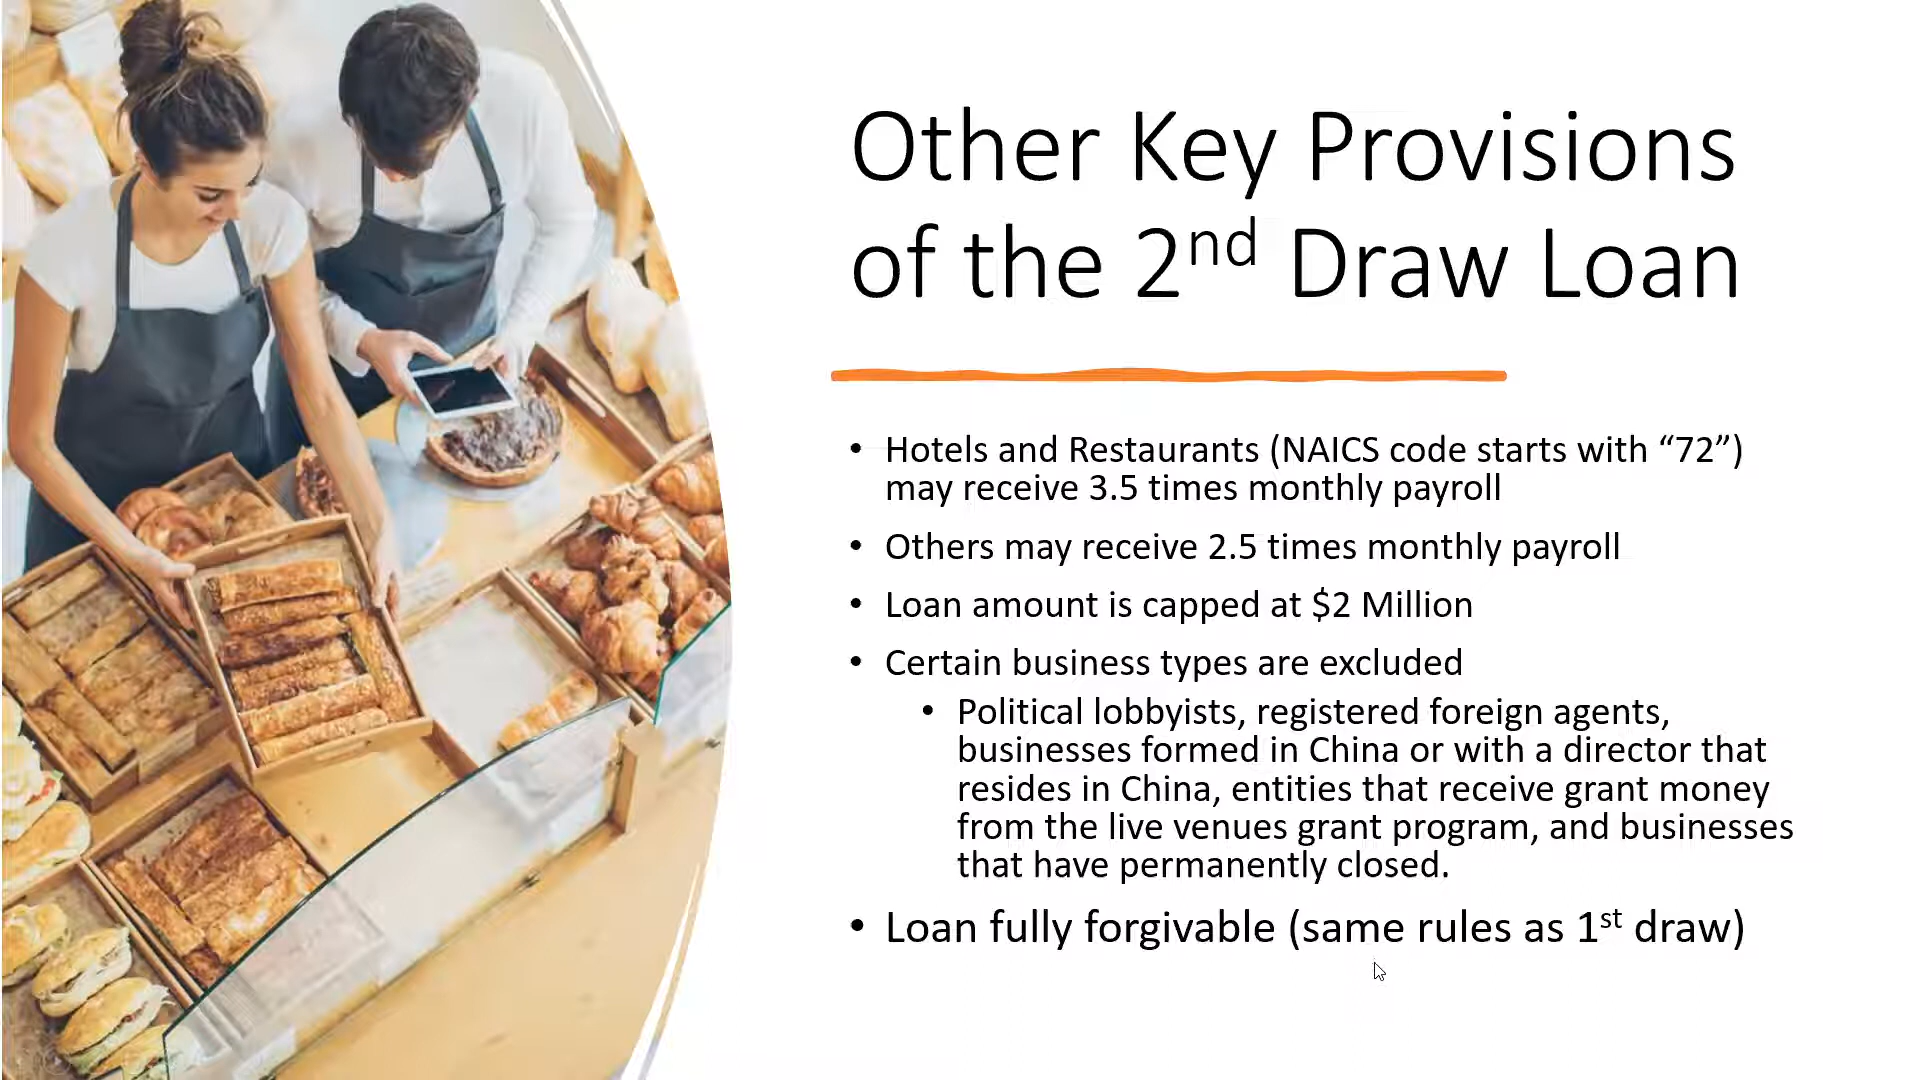 Other Key Provisions
of the 2nd Draw Loan
• Hotels and Restaurants (NAICS code starts with “72”)
may receive 3.5 times monthly payroll
• Others may receive 2.5 times monthly payroll
• Loan amount is capped at $2 Million
• Certain business types are excluded
• Political lobbyists, registered foreign agents,
businesses formed in China or with a director that
resides in China, entities that receive grant money
from the live venues grant program, and businesses
that have permanently closed.
• Loan fully forgivable (same rules as 1st draw)